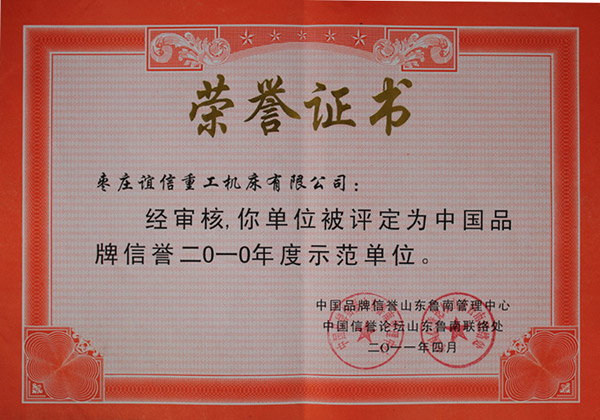 荣誉证书
枣庄谊信重工机床有限公司：
经审核,你单位被评定为中国品
牌信誉二0一0年度示范单位。
中国品牌信誉山东鲁南管理中心
中国信誉论坛山东鲁南联络处
二〇一一年四月